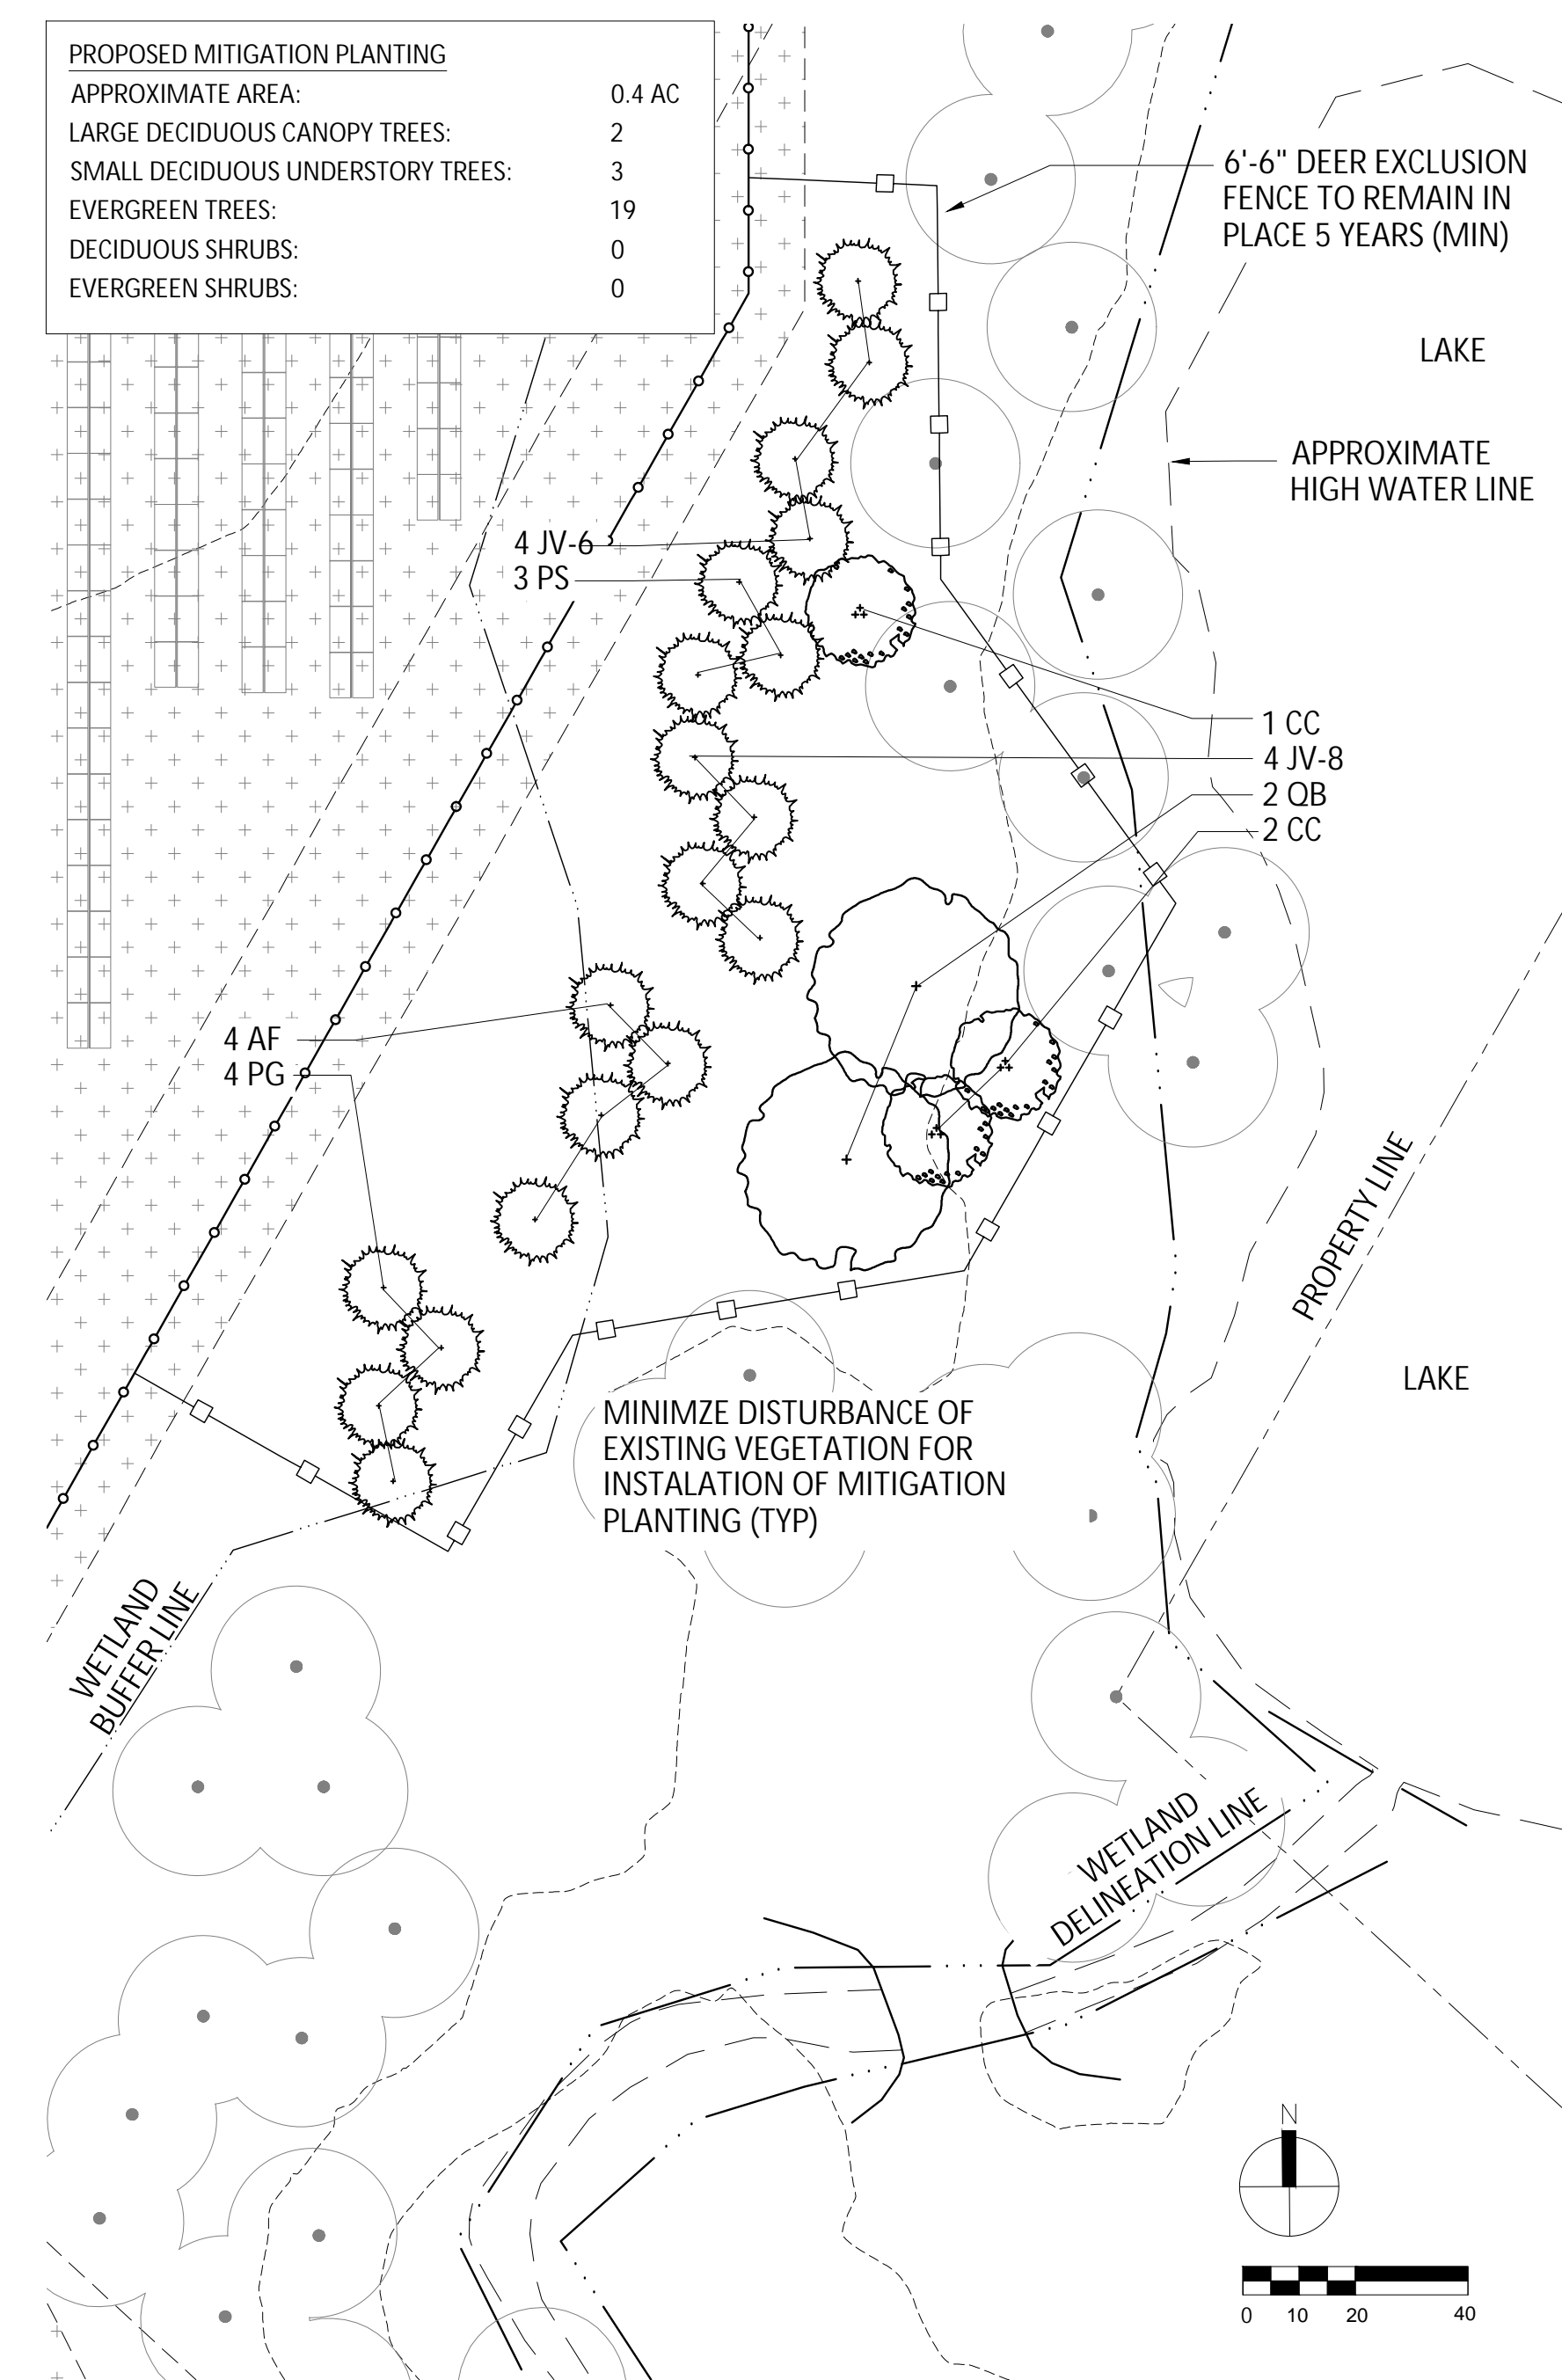 PROPOSED MITIGATION PLANTING
APPROXIMATE AREA: 0.4 AC
LARGE DECIDUOUS CANOPY TREES: 2
SMALL DECIDUOUS UNDERSTORY TREES: 3
EVERGREEN TREES: 19
DECIDUOUS SHRUBS: 0
EVERGREEN SHRUBS: 0
6'-6" DEER EXCLUSION
FENCE TO REMAIN IN
PLACE 5 YEARS (MIN)
LAKE
APPROXIMATE
HIGH WATER LINE
4 JV-6
3 PS
1 CC
4 JV-8
2 QB
2 CC
4 AF
4 PG
PROPERTY LINE
LAKE
MINIMZE DISTURBANCE OF
EXISTING VEGETATION FOR
INSTALATION OF MITIGATION
PLANTING (TYP)
WETLAND
BUFFER LINE
WETLAND
DELINEATION LINE
N
0 10 20 40